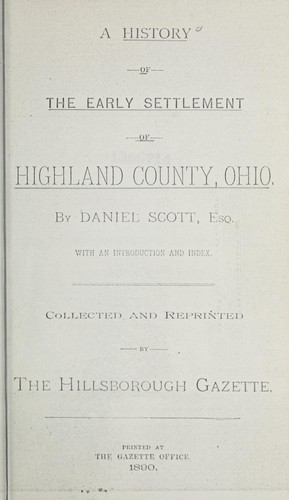 A HISTORY
—OF—
THE EARLY SETTLEMENT
—OF—
HIGHLAND COUNTY, OHIO.
BY DANIEL SCOTT, ESQ.
WITH AN INTRODUCTION AND INDEX.
COLLECTED AND REPRINTED
—BY—
THE HILLSBOROUGH GAZETTE.
PRINTED AT
THE GAZETTE OFFICE.
1890.